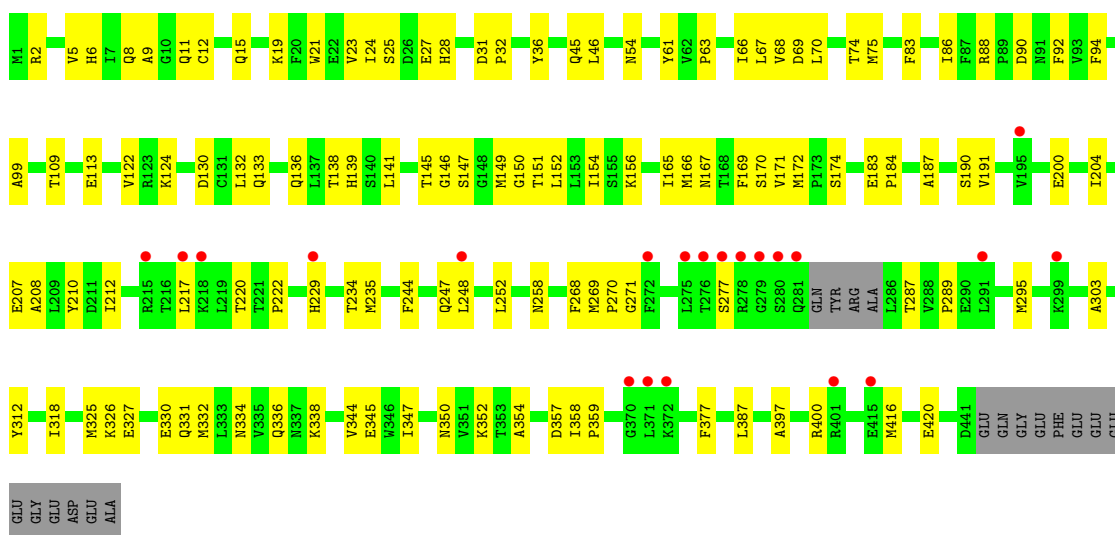 M1 R2 V5 H6 I7 Q8 A9 G10 Q11 C12 Q15 K19 F20 W21 E22 V23 I24 S25 D26 E27 H28 D31 P32 Y36 Q45 L46 N54 Y61 V62 P63 I66 L67 V68 D69 L70 T74 M75 F83 I86 F87 R88 P89 D90 N91 F92 V93 F94
A99 T109 E113 V122 R123 K124 D130 C131 L132 Q133 Q136 L137 T138 H139 S140 L141 T145 G146 S147 G148 M149 G150 T151 L152 L153 I154 S155 K156 I165 M166 N167 T168 F169 S170 V171 M172 P173 S174 E183 P184 A187 S190 V191 V195 E200 I204
E207 A208 L209 Y210 D211 I212 R215 T216 L217 K218 L219 T220 T221 P222 H229 T234 M235 F244 Q247 L248 L252 N258 F268 M269 P270 G271 F272 L275 T276 S277 R278 G279 S280 Q281 GLN TYR ARG ALA L286 T287 V288 P289 E290 L291 M295 K299 A303
Y312 I318 M325 K326 E327 E330 Q331 M332 L333 N334 V335 Q336 N337 K338 V344 E345 W346 I347 N350 V351 K352 T353 A354 D357 I358 P359 G370 L371 K372 F377 L387 A397 R400 R401 E415 M416 E420 D441 GLU GLN GLY GLU PHE GLU GLU GLU
GLU GLY GLU ASP GLU ALA